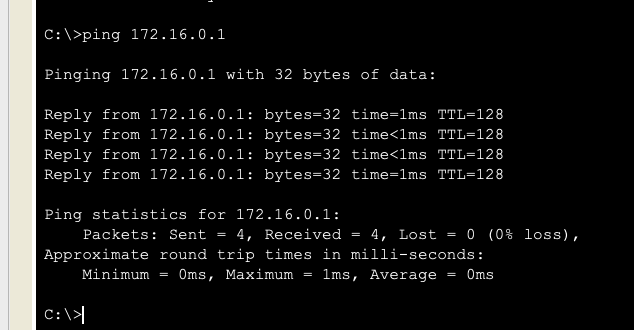 C:\>ping 172.16.0.1
Pinging 172.16.0.1 with 32 bytes of data:
Reply from 172.16.0.1: bytes=32 time=1ms TTL=128
Reply from 172.16.0.1: bytes=32 time<1ms TTL=128
Reply from 172.16.0.1: bytes=32 time<1ms TTL=128
Reply from 172.16.0.1: bytes=32 time=1ms TTL=128
Ping statistics for 172.16.0.1:
    Packets: Sent = 4, Received = 4, Lost = 0 (0% loss),
Approximate round trip times in milli-seconds:
    Minimum = 0ms, Maximum = 1ms, Average = 0ms
C:\>